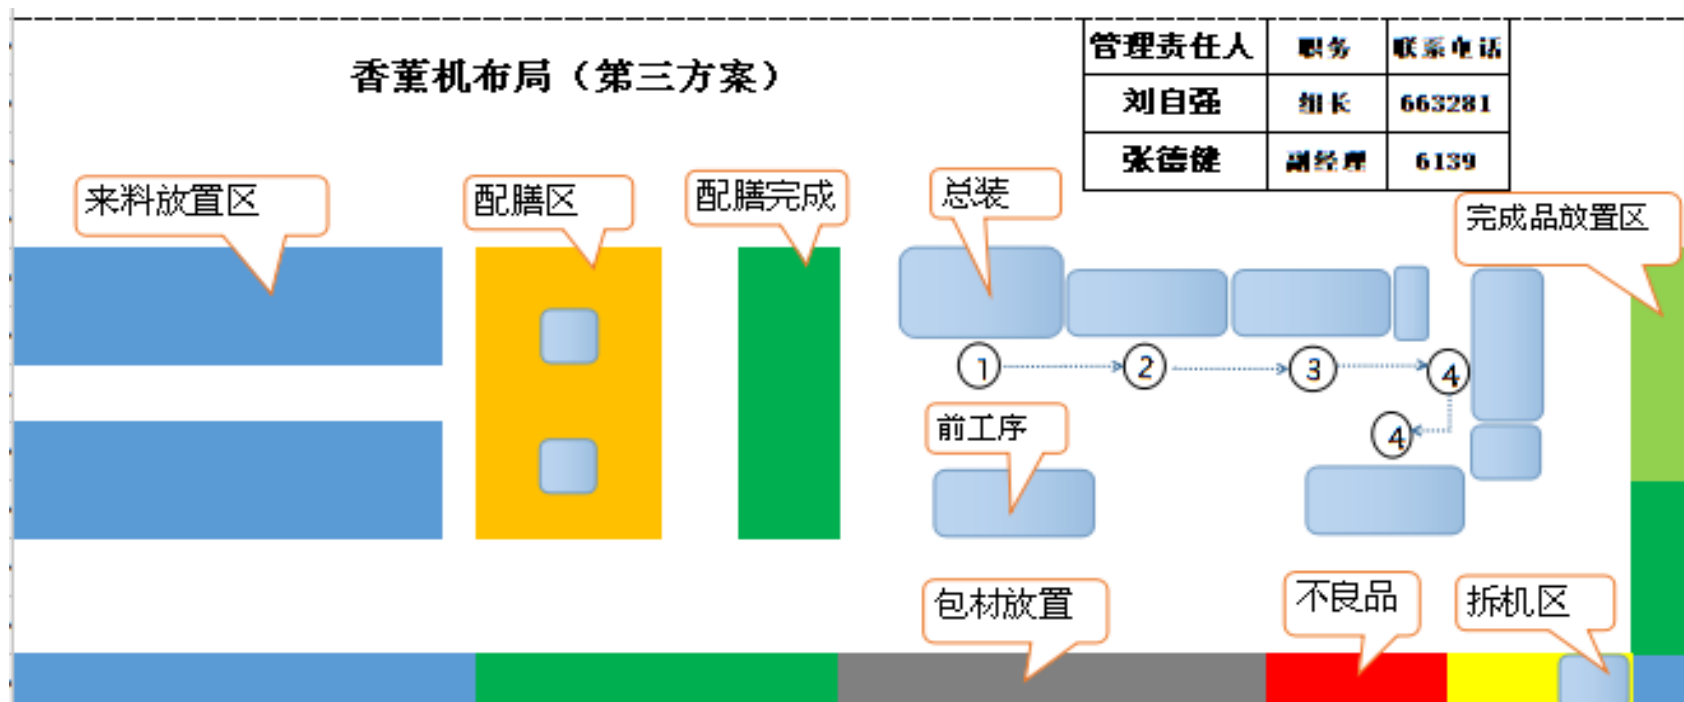 香薰机布局（第三方案）
管理责任人 职务 联系电话
刘自强 组长 663281
张德健 副经理 6139
来料放置区
配膳区
配膳完成
总装
完成品放置区
1 2 3 4
前工序
4
包材放置
不良品
拆机区